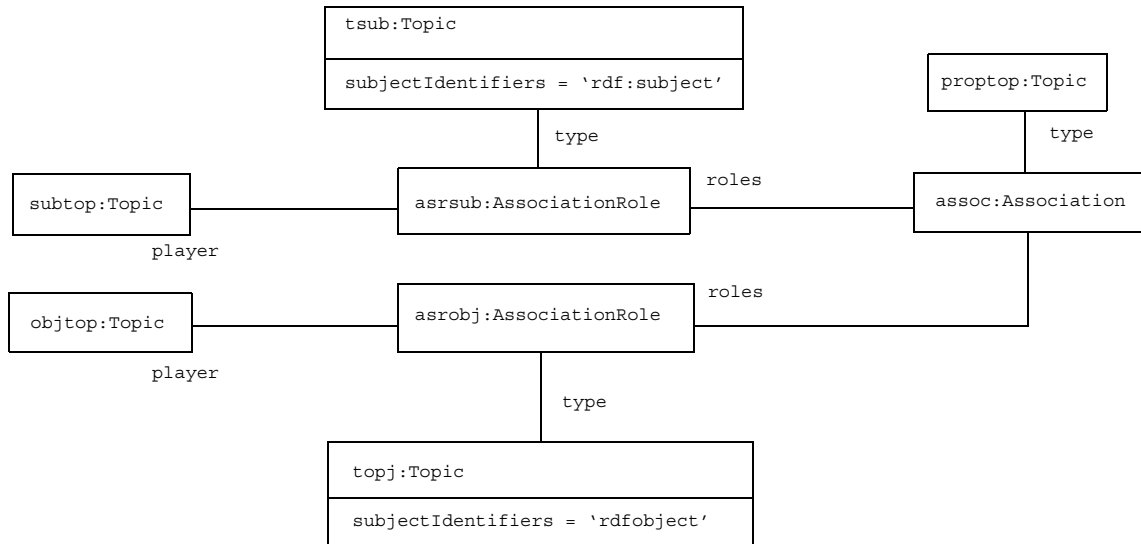 tsub:Topic
subjectIdentifiers = ‘rdf:subject’
proptop:Topic
type
type
roles
subtop:Topic
asrsub:AssociationRole
assoc:Association
player
roles
objtop:Topic
asrobj:AssociationRole
player
type
topj:Topic
subjectIdentifiers = ‘rdfobject’